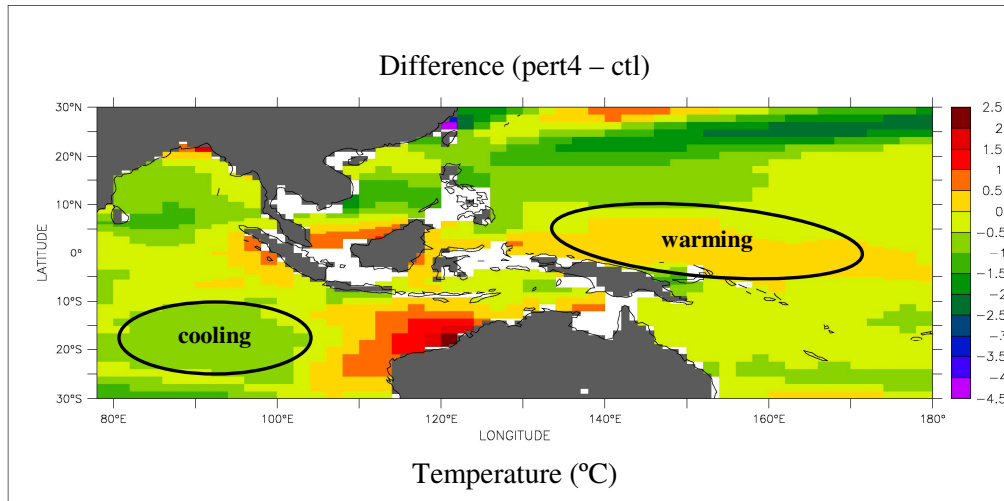 Difference (pert4 – ctl)
30°N
20°N
10°N
0°
10°S
20°S
30°S
LATITUDE
warming
cooling
80°E
100°E
120°E
140°E
160°E
180°
LONGITUDE
2.5
2
1.5
1
0.5
0
−0.5
−1
−1.5
−2
−2.5
−3
−3.5
−4
−4.5
Temperature (ºC)